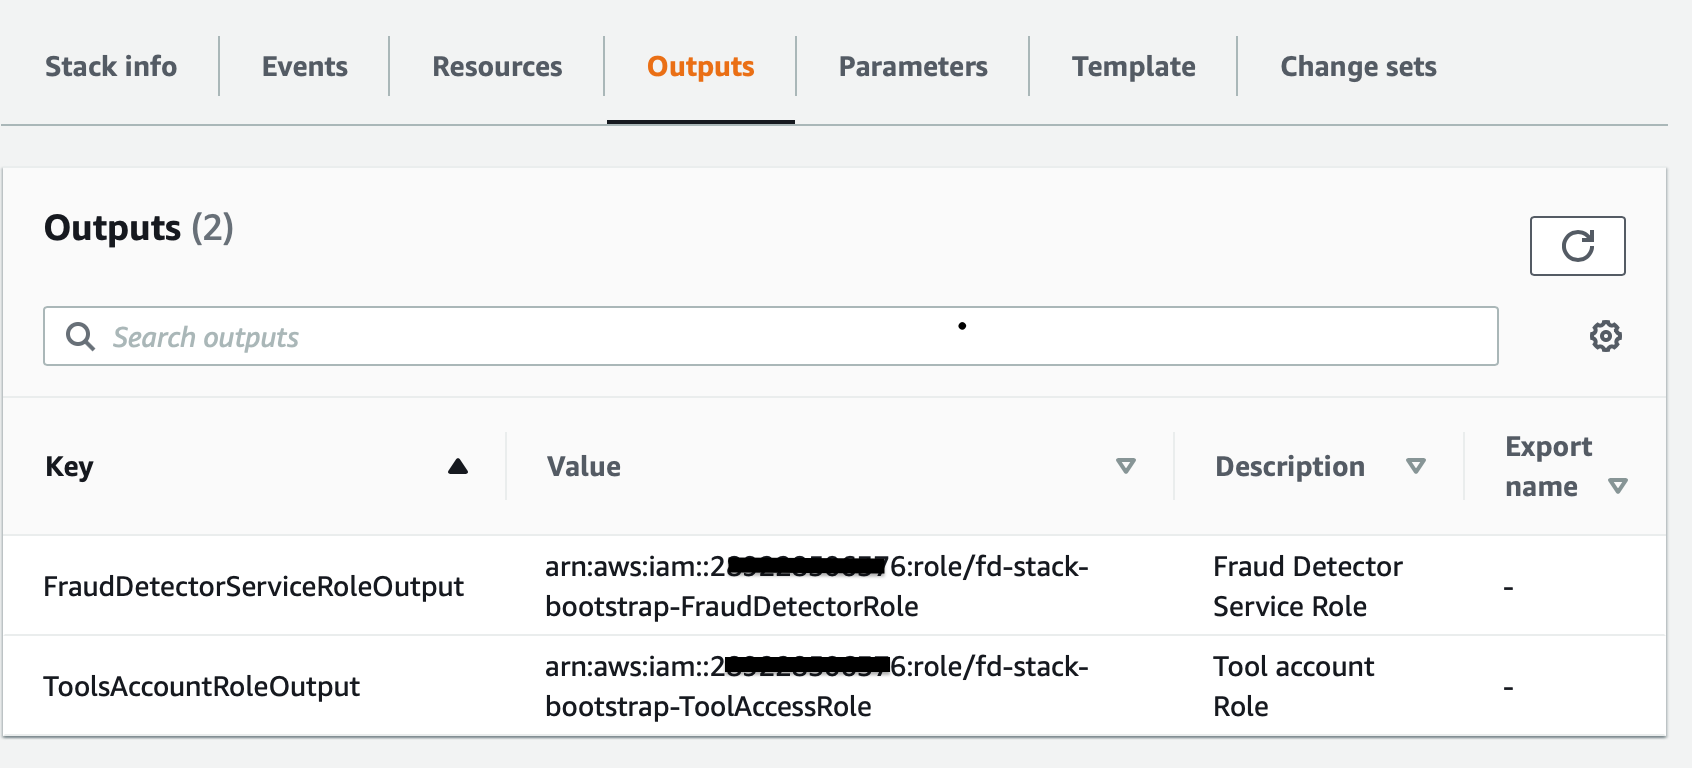 Stack info
Events
Resources
Outputs
Parameters
Template
Change sets
Outputs (2)
Search outputs
Key
Value
Description
Export
name
FraudDetectorServiceRoleOutput
arn:aws:iam::2 6:role/fd-stack-
bootstrap-FraudDetectorRole
Fraud Detector
Service Role
-
ToolsAccountRoleOutput
arn:aws:iam::2 6:role/fd-stack-
bootstrap-ToolAccessRole
Tool account
Role
-